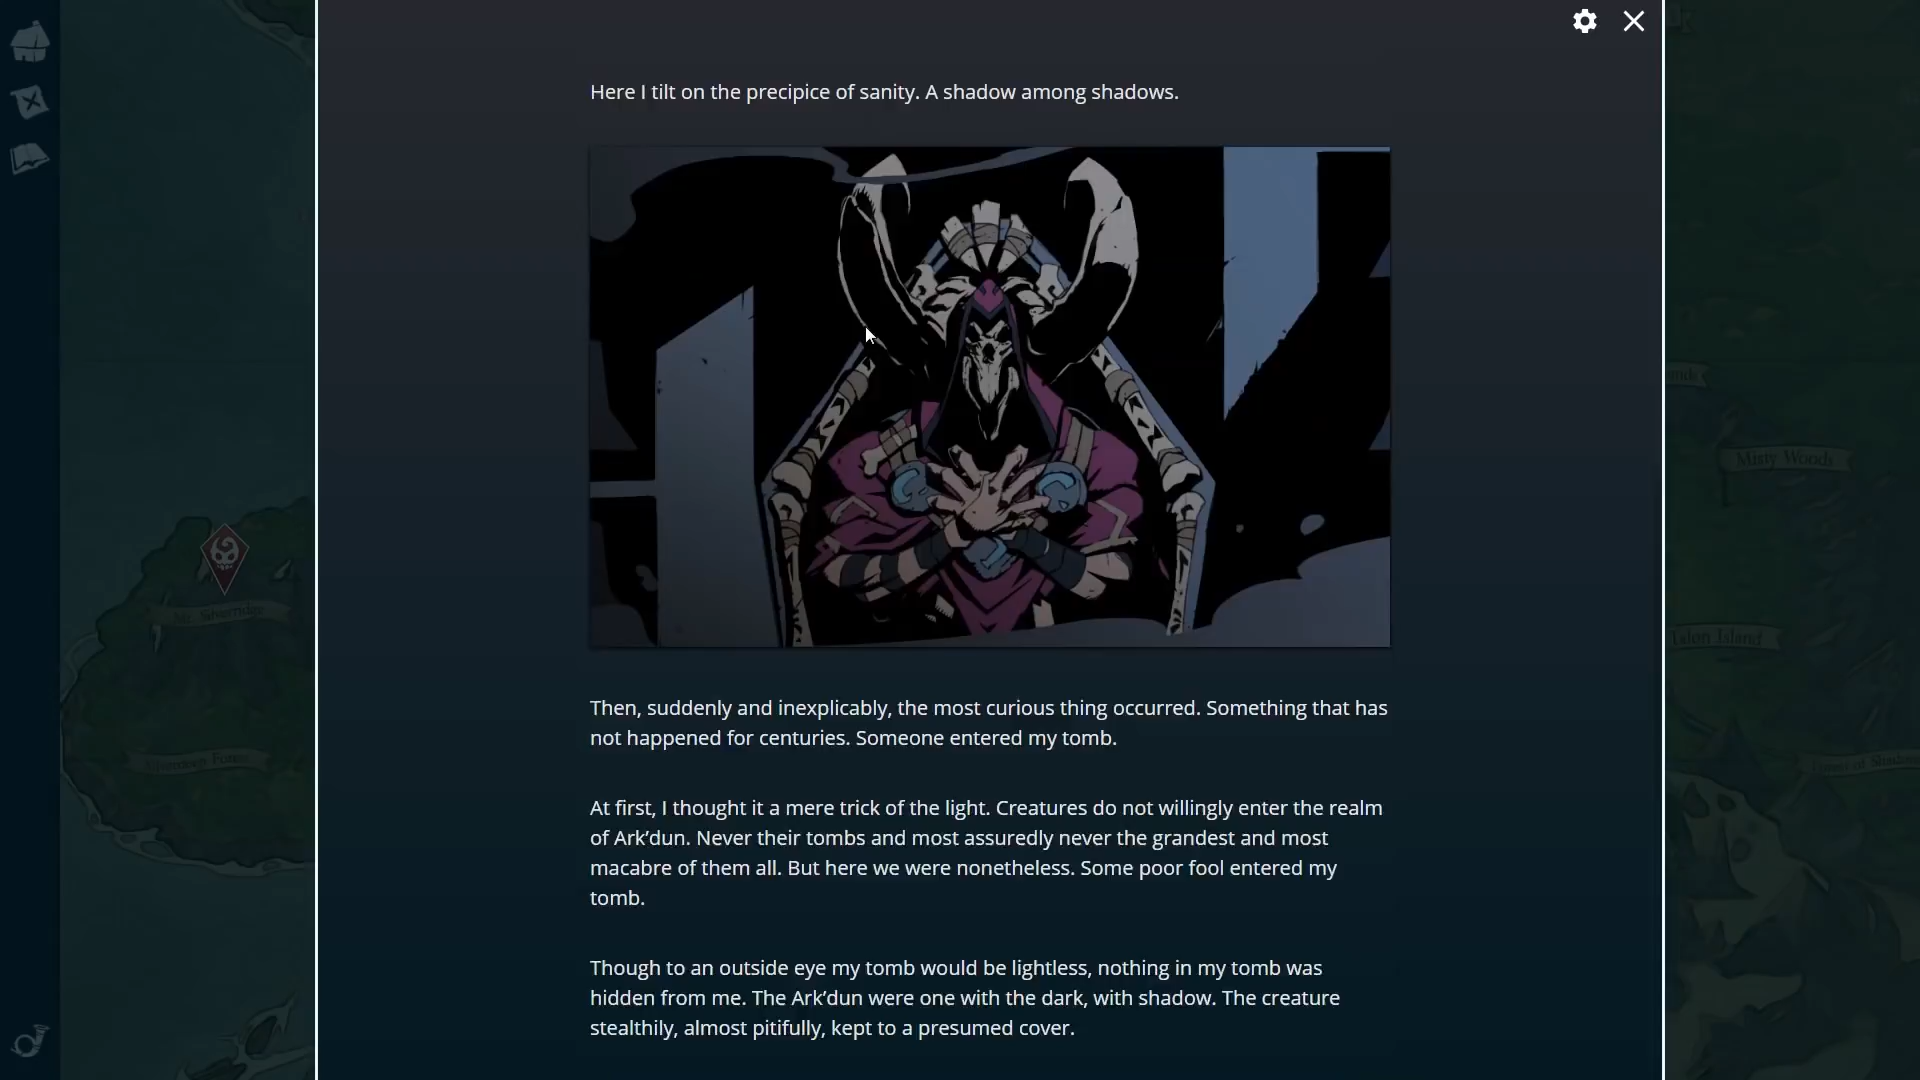 Here I tilt on the precipice of sanity. A shadow among shadows.
Then, suddenly and inexplicably, the most curious thing occurred. Something that has
not happened for centuries. Someone entered my tomb.
At first, I thought it a mere trick of the light. Creatures do not willingly enter the realm
of Ark’dun. Never their tombs and most assuredly never the grandest and most
macabre of them all. But here we were nonetheless. Some poor fool entered my
tomb.
Though to an outside eye my tomb would be lightless, nothing in my tomb was
hidden from me. The Ark’dun were one with the dark, with shadow. The creature
stealthily, almost pitifully, kept to a presumed cover.
Mt. Silverridge
Misty Woods
Talon Island